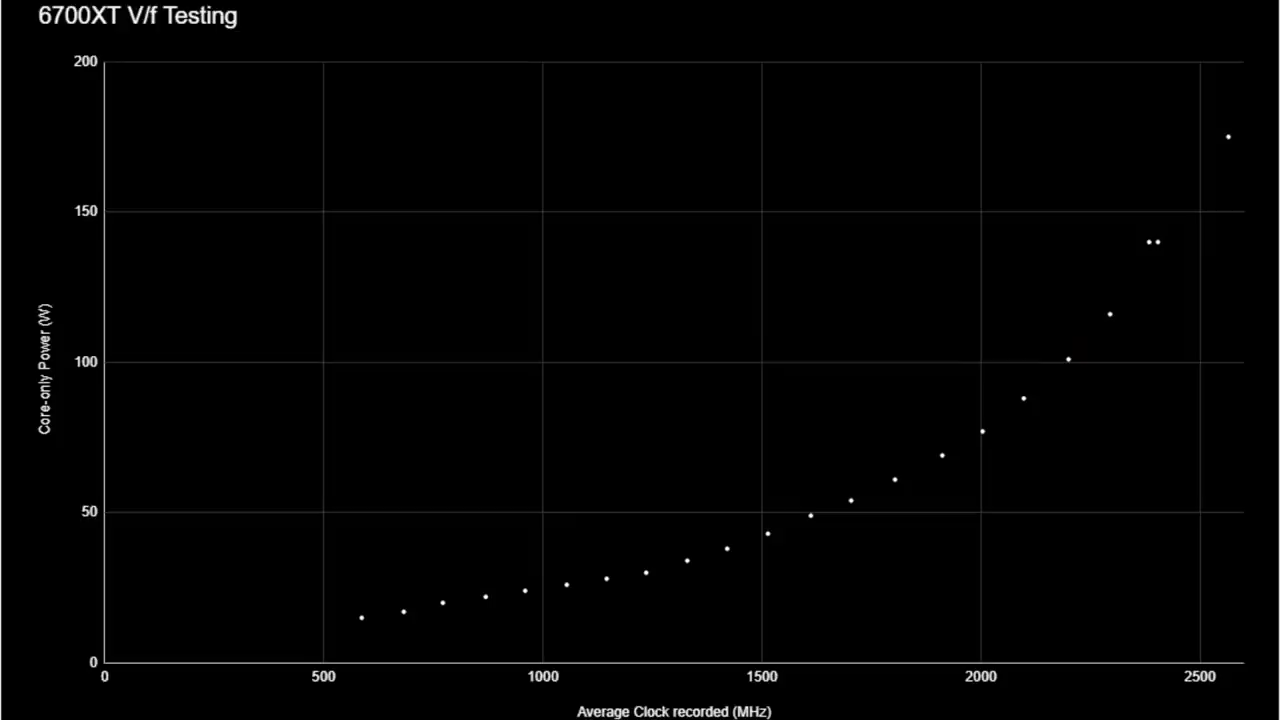 6700XT V/f Testing
200
150
100
50
0
Core-only Power (W)
0 500 1000 1500 2000 2500
Average Clock recorded (MHz)